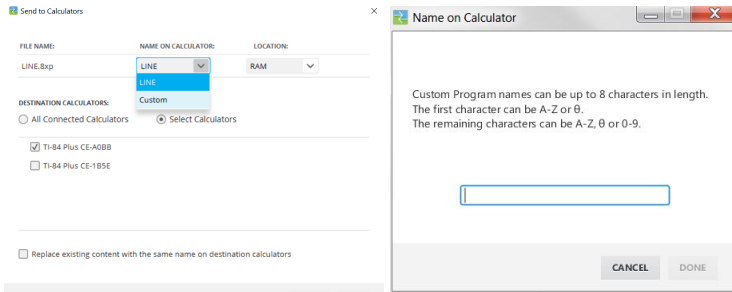 Send to Calculators
FILE NAME: NAME ON CALCULATOR: LOCATION:
LINE.8xp LINE RAM
LINE
Custom
DESTINATION CALCULATORS:
All Connected Calculators Select Calculators
TI-84 Plus CE-A0BB
TI-84 Plus CE-1B5E
Replace existing content with the same name on destination calculators
Name on Calculator
Custom Program names can be up to 8 characters in length.
The first character can be A-Z or θ.
The remaining characters can be A-Z, θ or 0-9.
CANCEL DONE